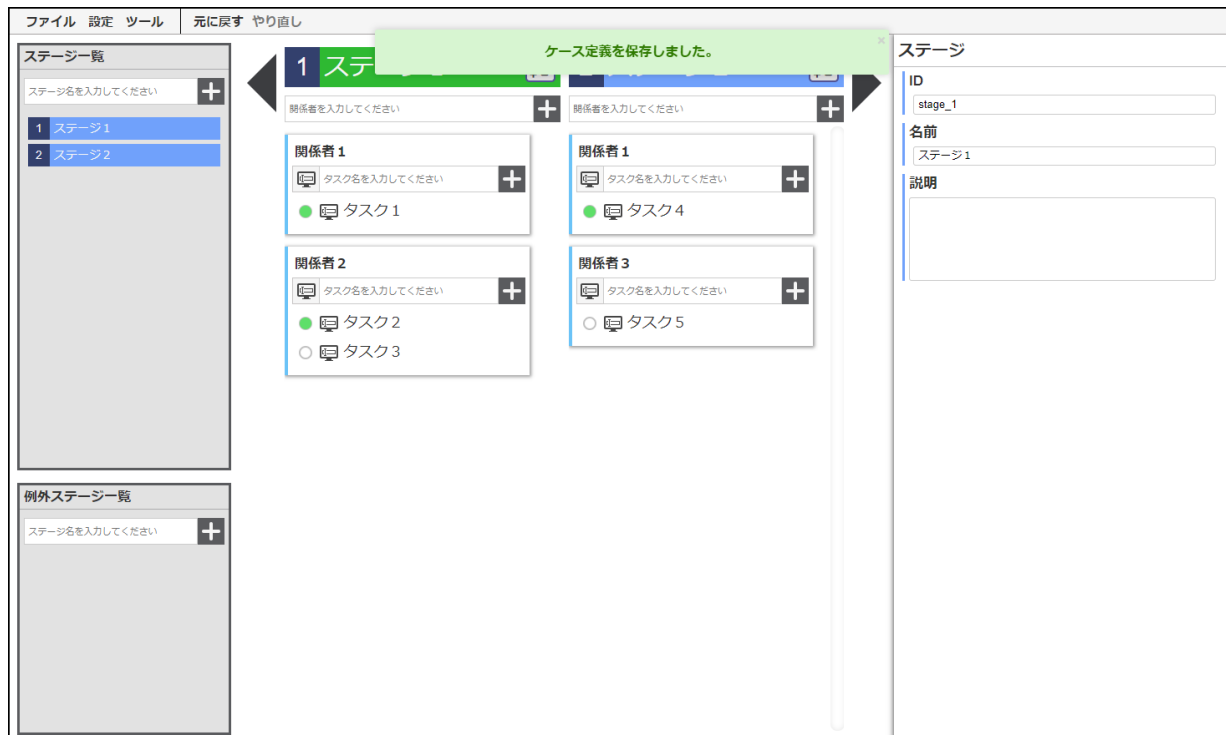 ファイル 設定 ツール 元に戻す やり直し
ケース定義を保存しました。
×
ステージ一覧
ステージ名を入力してください
1 ステージ1
2 ステージ2
例外ステージ一覧
ステージ名を入力してください
1 ステ
関係者を入力してください
関係者1
タスク名を入力してください
タスク1
関係者2
タスク名を入力してください
タスク2
タスク3
関係者を入力してください
関係者1
タスク名を入力してください
タスク4
関係者3
タスク名を入力してください
タスク5
ステージ
ID
stage_1
名前
ステージ1
説明